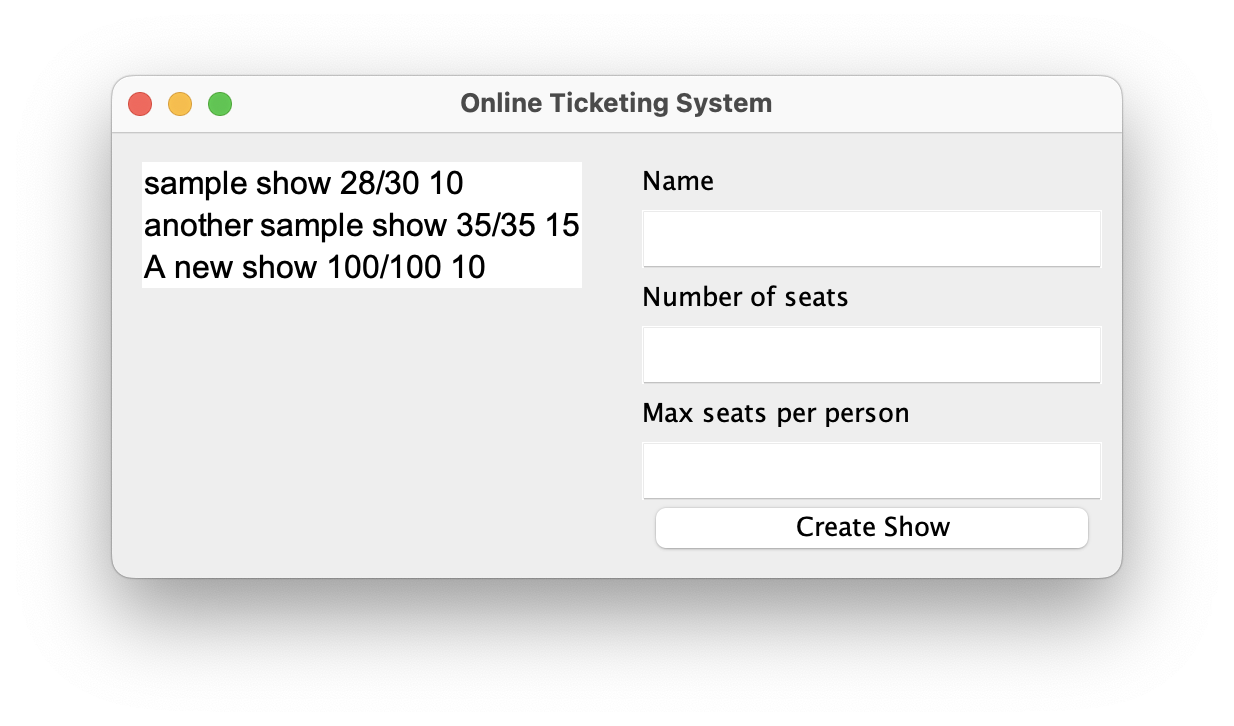 Online Ticketing System
sample show 28/30 10
another sample show 35/35 15
A new show 100/100 10
Name
Number of seats
Max seats per person
Create Show